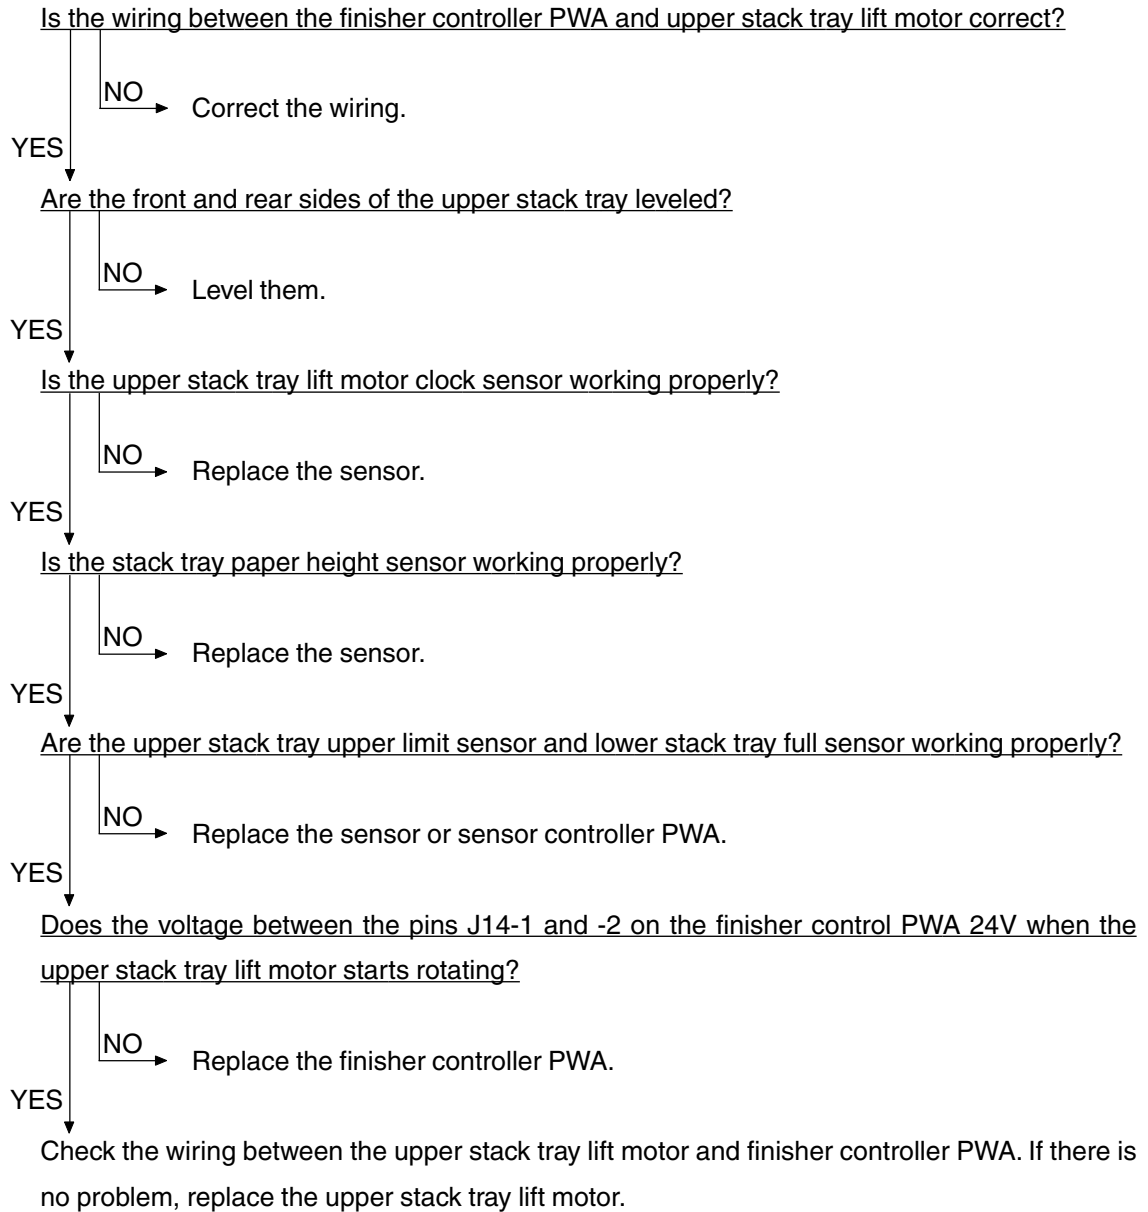 Is the wiring between the finisher controller PWA and upper stack tray lift motor correct?
NO
Correct the wiring.
YES
Are the front and rear sides of the upper stack tray leveled?
NO
Level them.
YES
Is the upper stack tray lift motor clock sensor working properly?
NO
Replace the sensor.
YES
Is the stack tray paper height sensor working properly?
NO
Replace the sensor.
YES
Are the upper stack tray upper limit sensor and lower stack tray full sensor working properly?
NO
Replace the sensor or sensor controller PWA.
YES
Does the voltage between the pins J14-1 and -2 on the finisher control PWA 24V when the
upper stack tray lift motor starts rotating?
NO
Replace the finisher controller PWA.
YES
Check the wiring between the upper stack tray lift motor and finisher controller PWA. If there is
no problem, replace the upper stack tray lift motor.